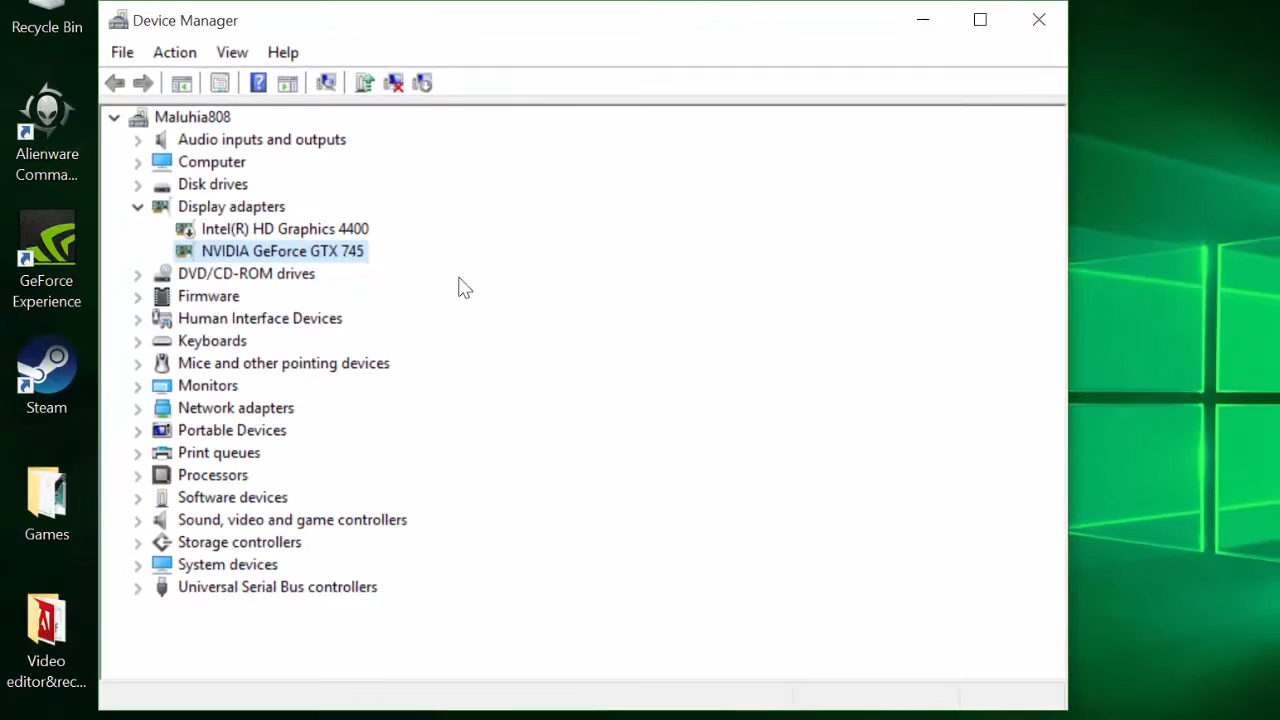 Recycle Bin
Alienware
Comma...
GeForce
Experience
Steam
Games
Video
editor&rec...
Device Manager
File Action View Help
Maluhia808
Audio inputs and outputs
Computer
Disk drives
Display adapters
Intel(R) HD Graphics 4400
NVIDIA GeForce GTX 745
DVD/CD-ROM drives
Firmware
Human Interface Devices
Keyboards
Mice and other pointing devices
Monitors
Network adapters
Portable Devices
Print queues
Processors
Software devices
Sound, video and game controllers
Storage controllers
System devices
Universal Serial Bus controllers